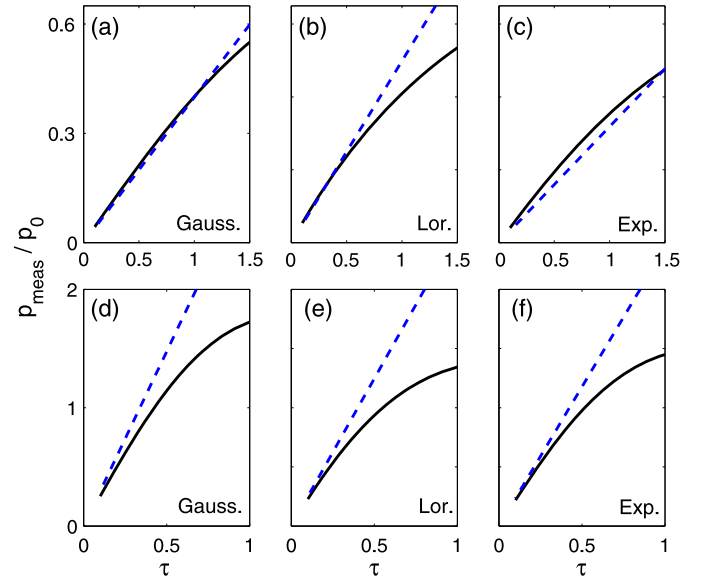 p_meas / p_0
(a) (b) (c)
0.6
0.3
0
Gauss. Lor. Exp.
0 0.5 1 1.5 0 0.5 1 1.5 0 0.5 1 1.5
(d) (e) (f)
2
1
0
Gauss. Lor. Exp.
0 0.5 1 0 0.5 1 0 0.5 1
τ τ τ